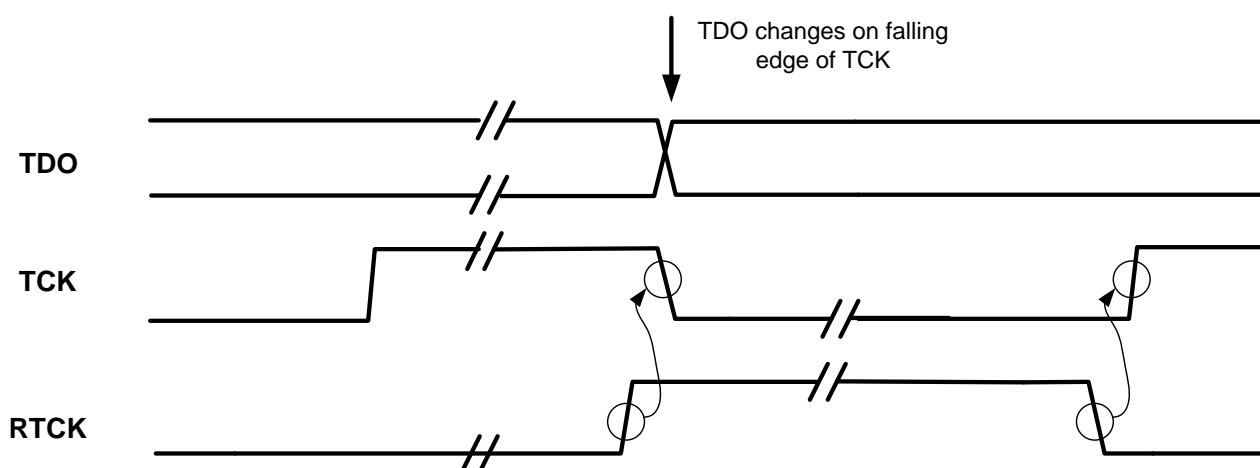 TDO changes on falling
edge of TCK
TDO
TCK
RTCK